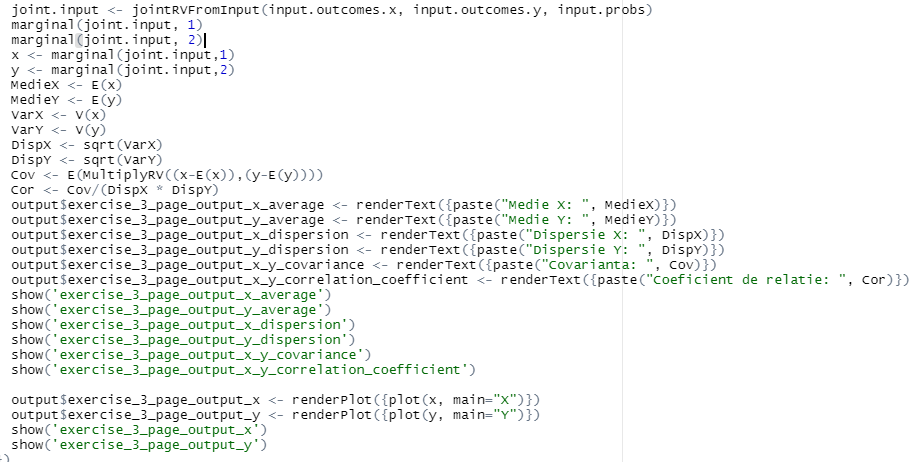 joint.input <- jointRVFromInput(input.outcomes.x, input.outcomes.y, input.probs)
marginal(joint.input, 1)
marginal(joint.input, 2)
x <- marginal(joint.input,1)
y <- marginal(joint.input,2)
MedieX <- E(x)
MedieY <- E(y)
VarX <- V(x)
VarY <- V(y)
DispX <- sqrt(VarX)
DispY <- sqrt(VarY)
Cov <- E(MultiplyRV((x-E(x)),(y-E(y))))
Cor <- Cov/(DispX * DispY)
output$exercise_3_page_output_x_average <- renderText({paste("Medie X: ", MedieX)})
output$exercise_3_page_output_y_average <- renderText({paste("Medie Y: ", MedieY)})
output$exercise_3_page_output_x_dispersion <- renderText({paste("Dispersie X: ", DispX)})
output$exercise_3_page_output_y_dispersion <- renderText({paste("Dispersie Y: ", DispY)})
output$exercise_3_page_output_x_y_covariance <- renderText({paste("Covarianta: ", Cov)})
output$exercise_3_page_output_x_y_correlation_coefficient <- renderText({paste("Coeficient de relatie: ", Cor)})
show('exercise_3_page_output_x_average')
show('exercise_3_page_output_y_average')
show('exercise_3_page_output_x_dispersion')
show('exercise_3_page_output_y_dispersion')
show('exercise_3_page_output_x_y_covariance')
show('exercise_3_page_output_x_y_correlation_coefficient')
output$exercise_3_page_output_x <- renderPlot({plot(x, main="X")})
output$exercise_3_page_output_y <- renderPlot({plot(y, main="Y")})
show('exercise_3_page_output_x')
show('exercise_3_page_output_y')